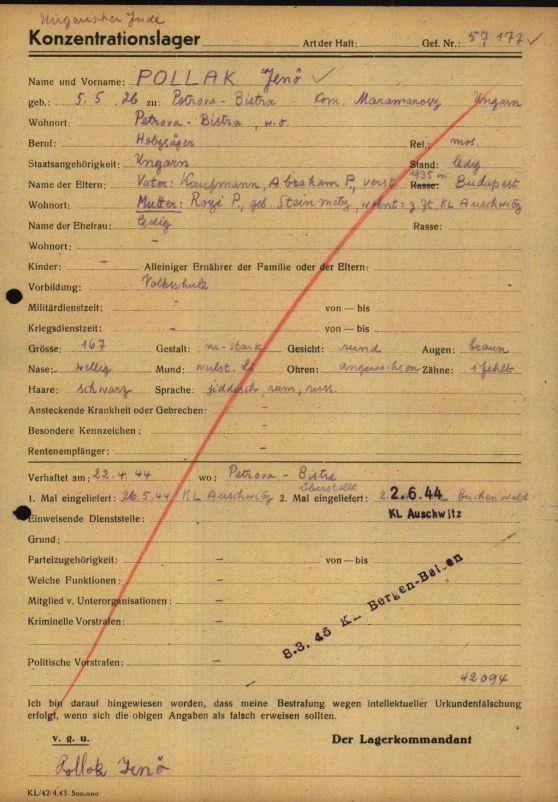 Ungarischer Jude
Konzentrationslager Art der Haft: Gef. Nr.: 57 177
Name und Vorname: POLLAK Jenö
geb.: 5.5.26 zu: Petrova - Bistra - Kom. Maramarosz Ungarn
Wohnort: Petrova - Bistra, w.o.
Beruf: Rel.: mos.
Staatsangehörigkeit: Ungarn Stand: ledig
Name der Eltern: Vater: Kaufmann, Abraham P., verst. 1935 in Rasse: Budapest
Wohnort: Mutter: Rozi P., geb. Steinmetz, wohnt: z. Zt. KL Auschwitz
Name der Ehefrau: ledig Rasse:
Wohnort: -
Kinder: - Alleiniger Ernährer der Familie oder der Eltern:
Vorbildung: Volksschule
Militärdienstzeit: - von — bis
Kriegsdienstzeit: - von — bis
Grösse: 167 Gestalt: m-stark Gesicht: rund Augen: braun
Nase: wellig Mund: wulst. Ohren: angewachsen Zähne: 1 fehlt
Haare: schwarz Sprache: jiddisch, rum, russ.
Ansteckende Krankheit oder Gebrechen: -
Besondere Kennzeichen: -
Rentenempfänger: -
Verhaftet am: 22.4.44 wo: Petrova - Bistra
1. Mal eingeliefert: 26.5.44 KL Auschwitz 2. Mal eingeliefert: überstellt 2.6.44 Buchenwald
Einweisende Dienststelle: KL Auschwitz
Grund:
Parteizugehörigkeit: - von — bis
Welche Funktionen: -
Mitglied v. Unterorganisationen: -
Kriminelle Vorstrafen: -
8.3.45 KL Bergen-Belsen
Politische Vorstrafen: -
42094
Ich bin darauf hingewiesen worden, dass meine Bestrafung wegen intellektueller Urkundenfälschung
erfolgt, wenn sich die obigen Angaben als falsch erweisen sollten.
v. g. u. Der Lagerkommandant
Pollak Jenö
KL/42/4.43 500.000